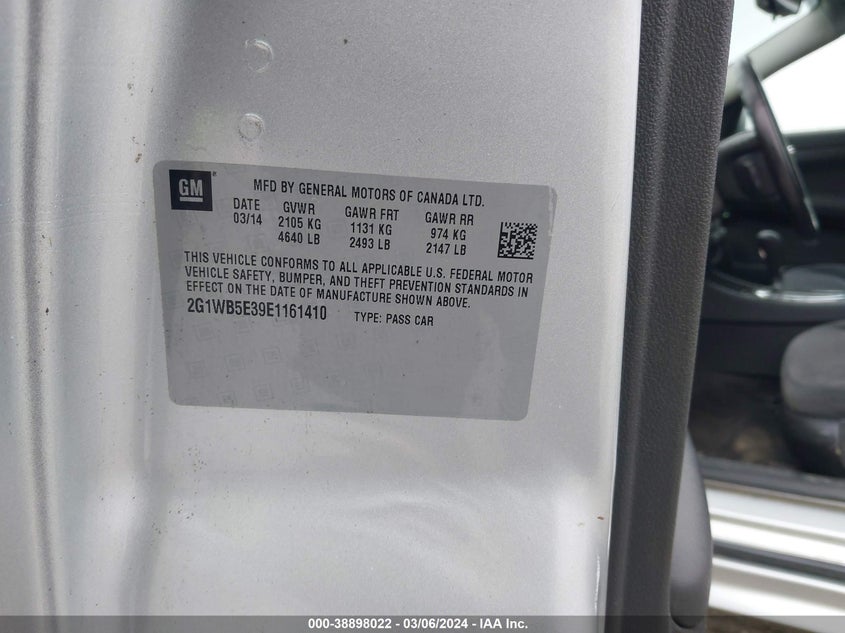 GM
MFD BY GENERAL MOTORS OF CANADA LTD.
DATE GVWR GAWR FRT GAWR RR
03/14 2105 KG 1131 KG 974 KG
4640 LB 2493 LB 2147 LB
THIS VEHICLE CONFORMS TO ALL APPLICABLE U.S. FEDERAL MOTOR
VEHICLE SAFETY, BUMPER, AND THEFT PREVENTION STANDARDS IN
EFFECT ON THE DATE OF MANUFACTURE SHOWN ABOVE.
2G1WB5E39E1161410 TYPE: PASS CAR
000-38898022 - 03/06/2024 - IAA Inc.